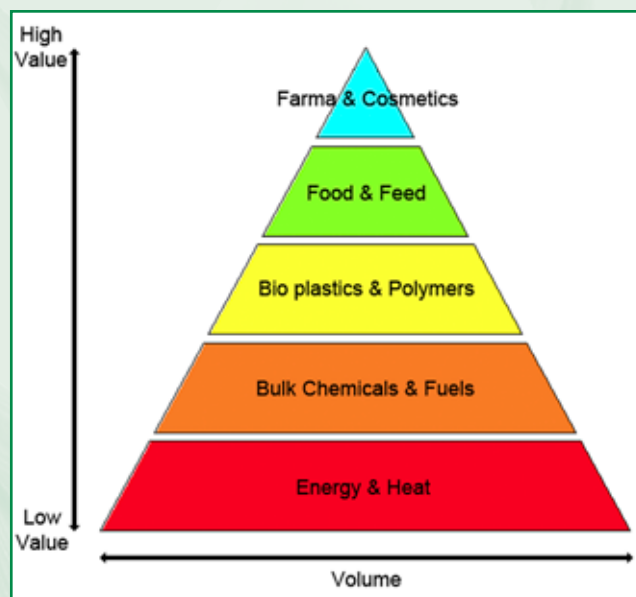 High
Value
Farma & Cosmetics
Food & Feed
Bio plastics & Polymers
Bulk Chemicals & Fuels
Energy & Heat
Low
Value
Volume